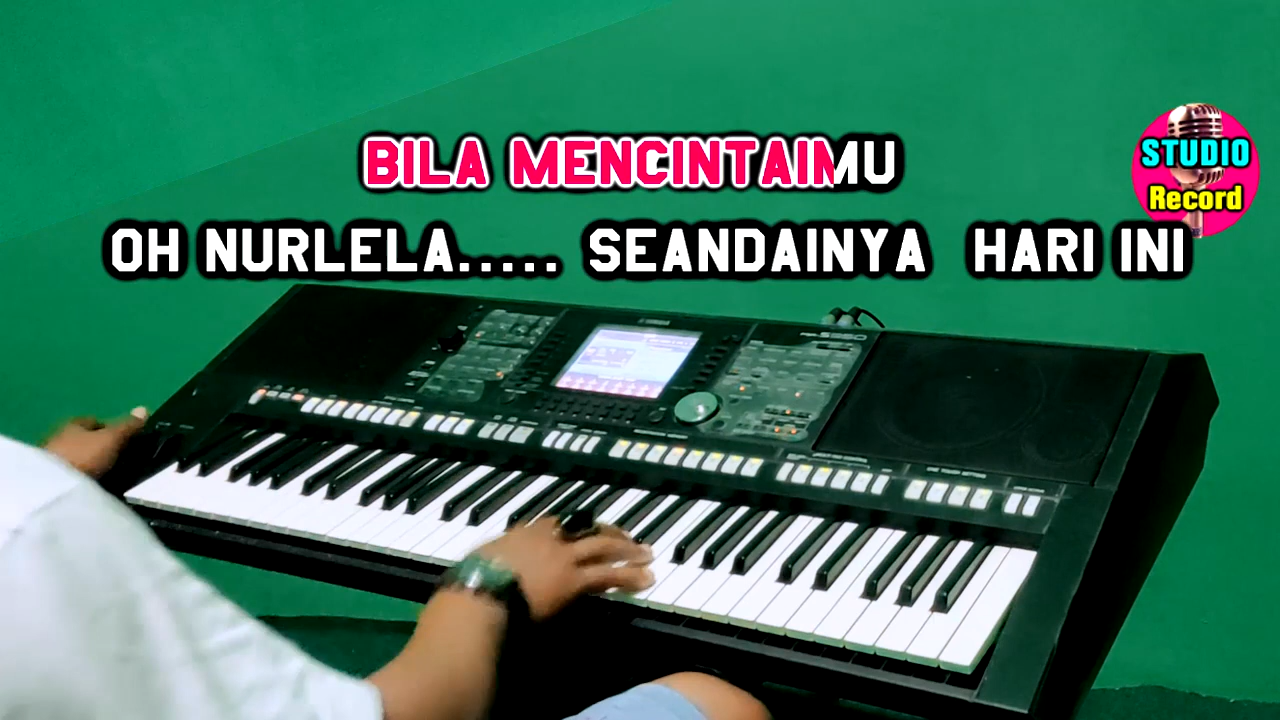 BILA MENCINTAIMU
STUDIO
Record
OH NURLELA..... SEANDAINYA HARI INI